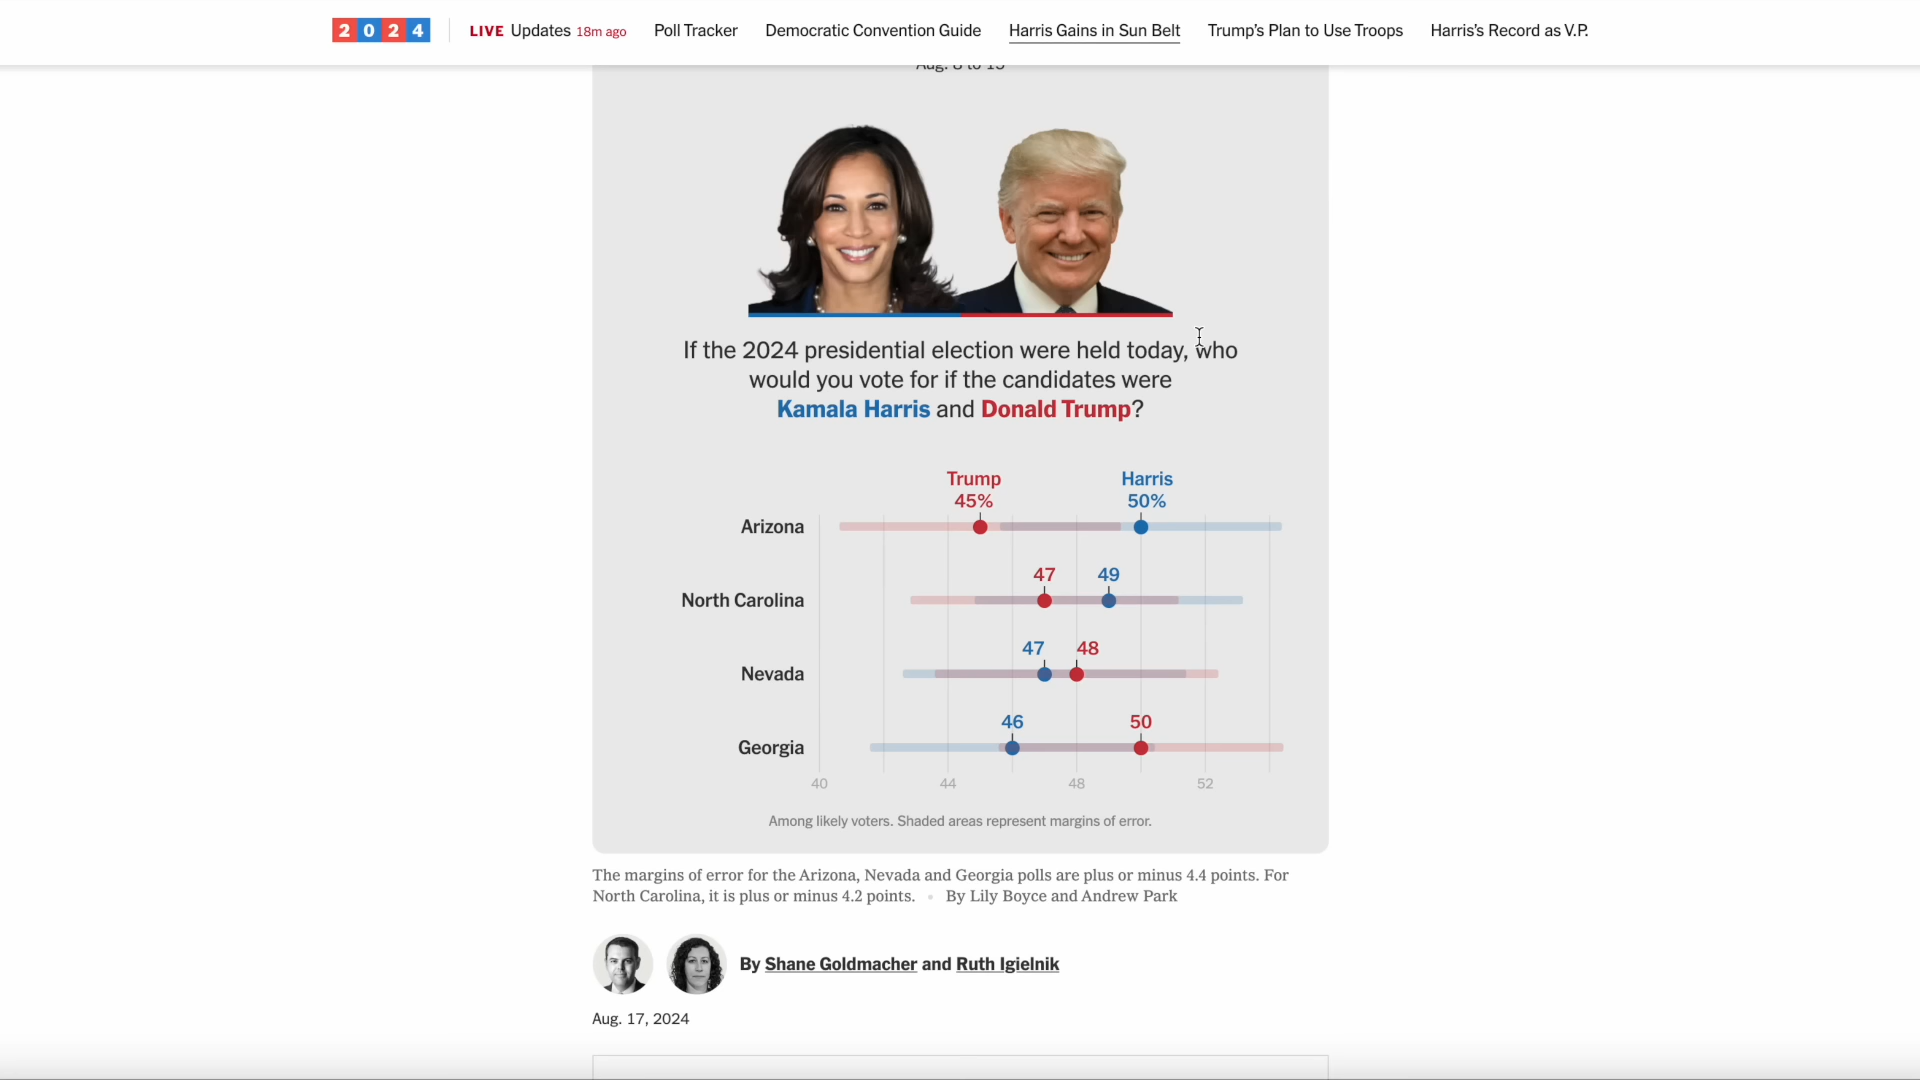 2024 LIVE Updates 18m ago Poll Tracker Democratic Convention Guide Harris Gains in Sun Belt Trump’s Plan to Use Troops Harris’s Record as V.P.
Aug. 8 to 15
If the 2024 presidential election were held today, who
would you vote for if the candidates were
Kamala Harris and Donald Trump?
Trump Harris
45% 50%
Arizona
47 49
North Carolina
47 48
Nevada
46 50
Georgia
40 44 48 52
Among likely voters. Shaded areas represent margins of error.
The margins of error for the Arizona, Nevada and Georgia polls are plus or minus 4.4 points. For
North Carolina, it is plus or minus 4.2 points. • By Lily Boyce and Andrew Park
By Shane Goldmacher and Ruth Igielnik
Aug. 17, 2024